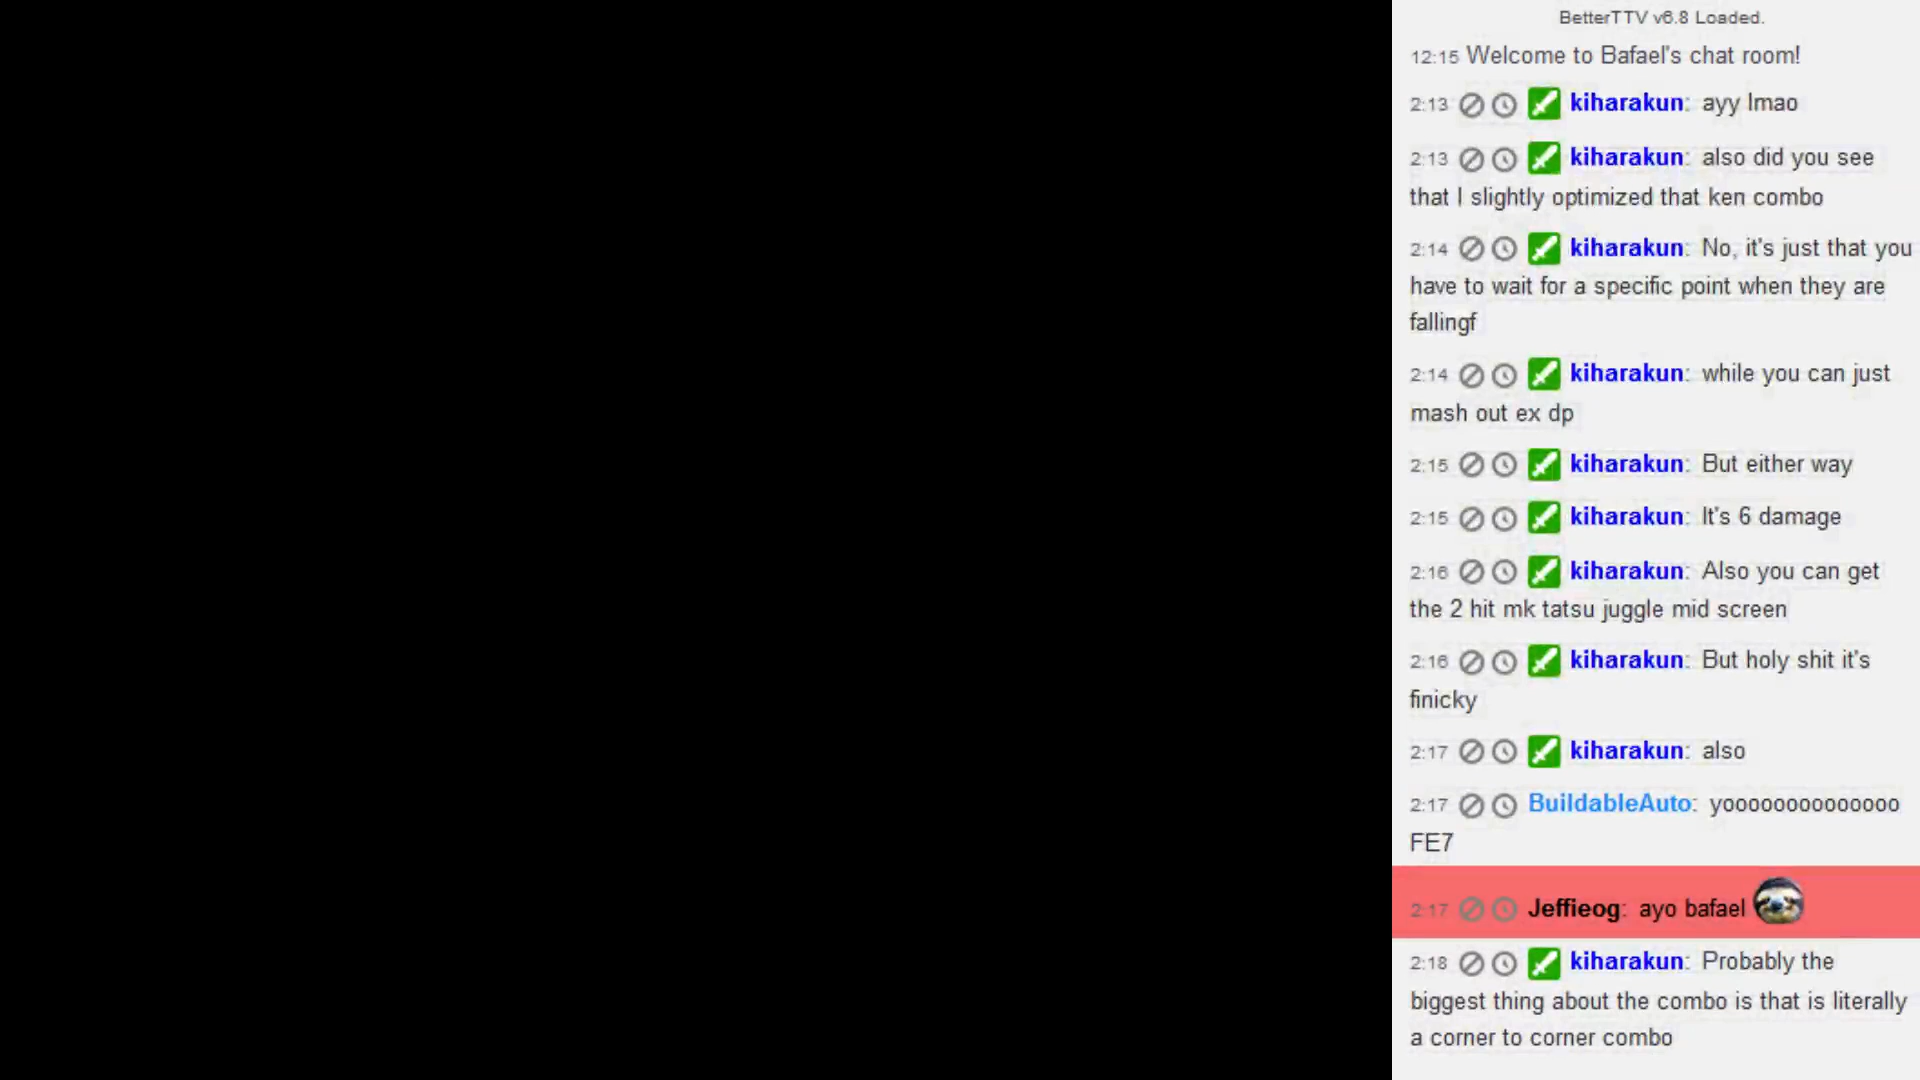 BetterTTV v6.8 Loaded.
12:15 Welcome to Bafael's chat room!
2:13 kiharakun: ayy lmao
2:13 kiharakun: also did you see
that I slightly optimized that ken combo
2:14 kiharakun: No, it's just that you
have to wait for a specific point when they are
fallingf
2:14 kiharakun: while you can just
mash out ex dp
2:15 kiharakun: But either way
2:15 kiharakun: It's 6 damage
2:16 kiharakun: Also you can get
the 2 hit mk tatsu juggle mid screen
2:16 kiharakun: But holy shit it's
finicky
2:17 kiharakun: also
2:17 BuildableAuto: yoooooooooooooo
FE7
2:17 Jeffieog: ayo bafael
2:18 kiharakun: Probably the
biggest thing about the combo is that is literally
a corner to corner combo